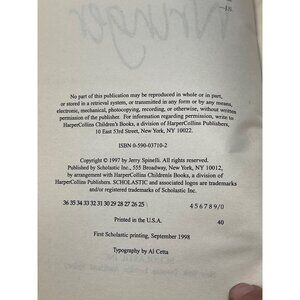 Wringer
No part of this publication may be reproduced in whole or in part,
or stored in a retrieval system, or transmitted in any form or by any means,
electronic, mechanical, photocopying, recording, or otherwise, without written
permission of the publisher. For information regarding permission, write to
HarperCollins Children's Books, a division of HarperCollins Publishers,
10 East 53rd Street, New York, NY 10022.
ISBN 0-590-03710-2
Copyright © 1997 by Jerry Spinelli. All rights reserved.
Published by Scholastic Inc., 555 Broadway, New York, NY 10012,
by arrangement with HarperCollins Children's Books, a division of
HarperCollins Publishers. SCHOLASTIC and associated logos are trademarks
and/or registered trademarks of Scholastic Inc.
36 35 34 33 32 31 30 29 28 27 26 25 4 5 6 7 8 9/0
Printed in the U.S.A. 40
First Scholastic printing, September 1998
Typography by Al Cetta